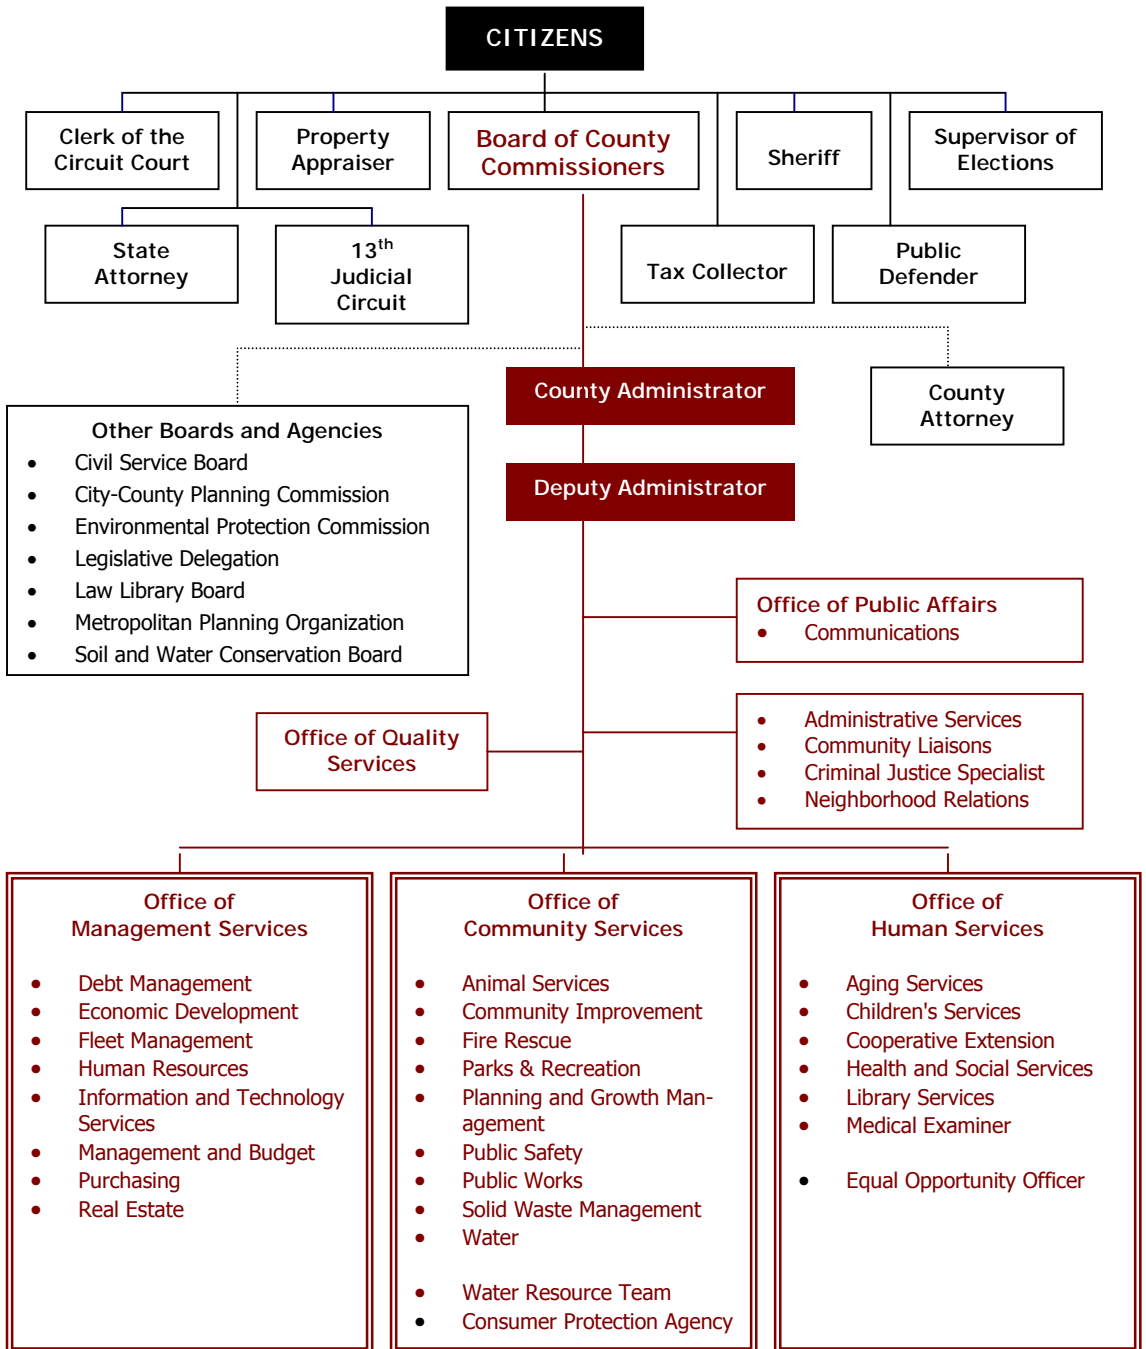 CITIZENS
Clerk of the
Circuit Court
Property
Appraiser
Board of County
Commissioners
Sheriff
Supervisor of
Elections
State
Attorney
13th
Judicial
Circuit
Tax Collector
Public
Defender
County Administrator
County
Attorney
Other Boards and Agencies
• Civil Service Board
• City-County Planning Commission
• Environmental Protection Commission
• Legislative Delegation
• Law Library Board
• Metropolitan Planning Organization
• Soil and Water Conservation Board
Deputy Administrator
Office of Public Affairs
• Communications
Office of Quality
Services
• Administrative Services
• Community Liaisons
• Criminal Justice Specialist
• Neighborhood Relations
Office of
Management Services
• Debt Management
• Economic Development
• Fleet Management
• Human Resources
• Information and Technology
Services
• Management and Budget
• Purchasing
• Real Estate
Office of
Community Services
• Animal Services
• Community Improvement
• Fire Rescue
• Parks & Recreation
• Planning and Growth Man-
agement
• Public Safety
• Public Works
• Solid Waste Management
• Water
• Water Resource Team
• Consumer Protection Agency
Office of
Human Services
• Aging Services
• Children's Services
• Cooperative Extension
• Health and Social Services
• Library Services
• Medical Examiner
• Equal Opportunity Officer